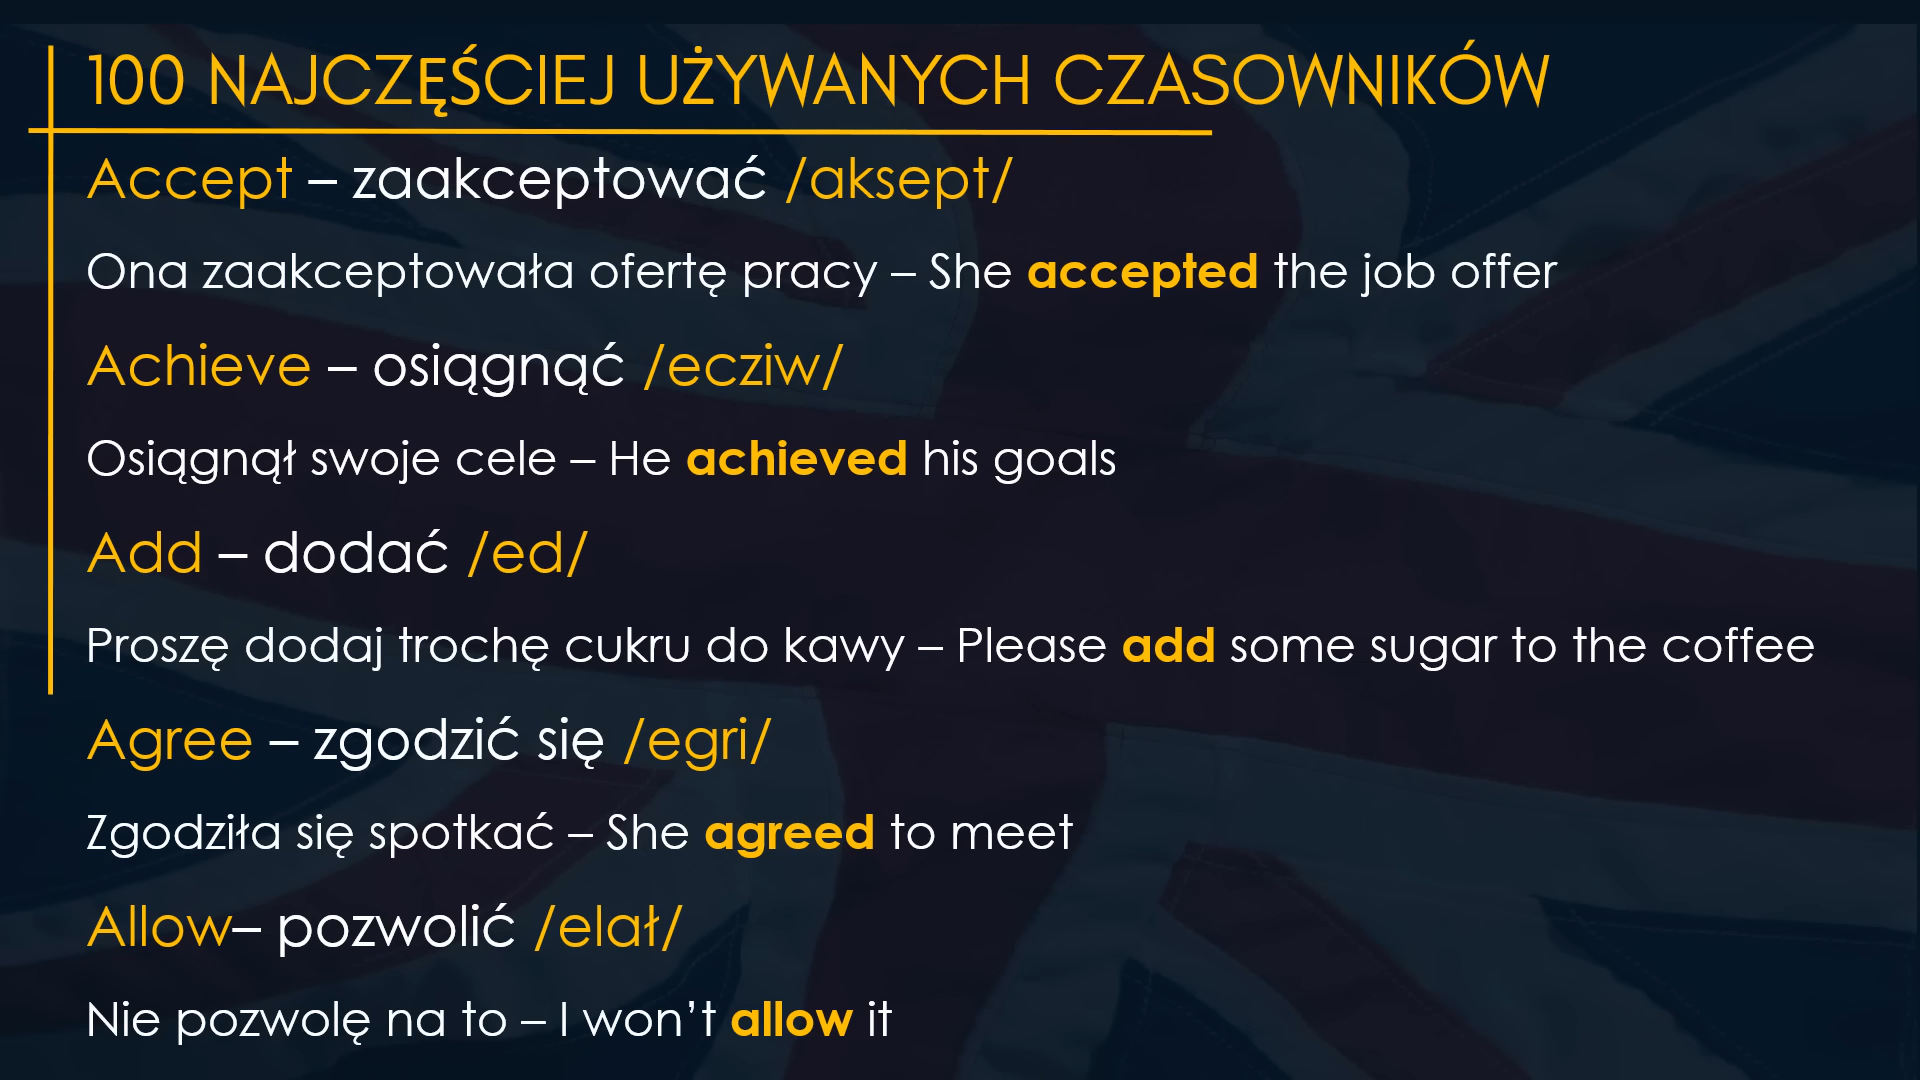 100 NAJCZĘŚCIEJ UŻYWANYCH CZASOWNIKÓW
Accept – zaakceptować /aksept/
Ona zaakceptowała ofertę pracy – She accepted the job offer
Achieve – osiągnąć /ecziw/
Osiągnął swoje cele – He achieved his goals
Add – dodać /ed/
Proszę dodaj trochę cukru do kawy – Please add some sugar to the coffee
Agree – zgodzić się /egri/
Zgodziła się spotkać – She agreed to meet
Allow– pozwolić /elał/
Nie pozwolę na to – I won’t allow it